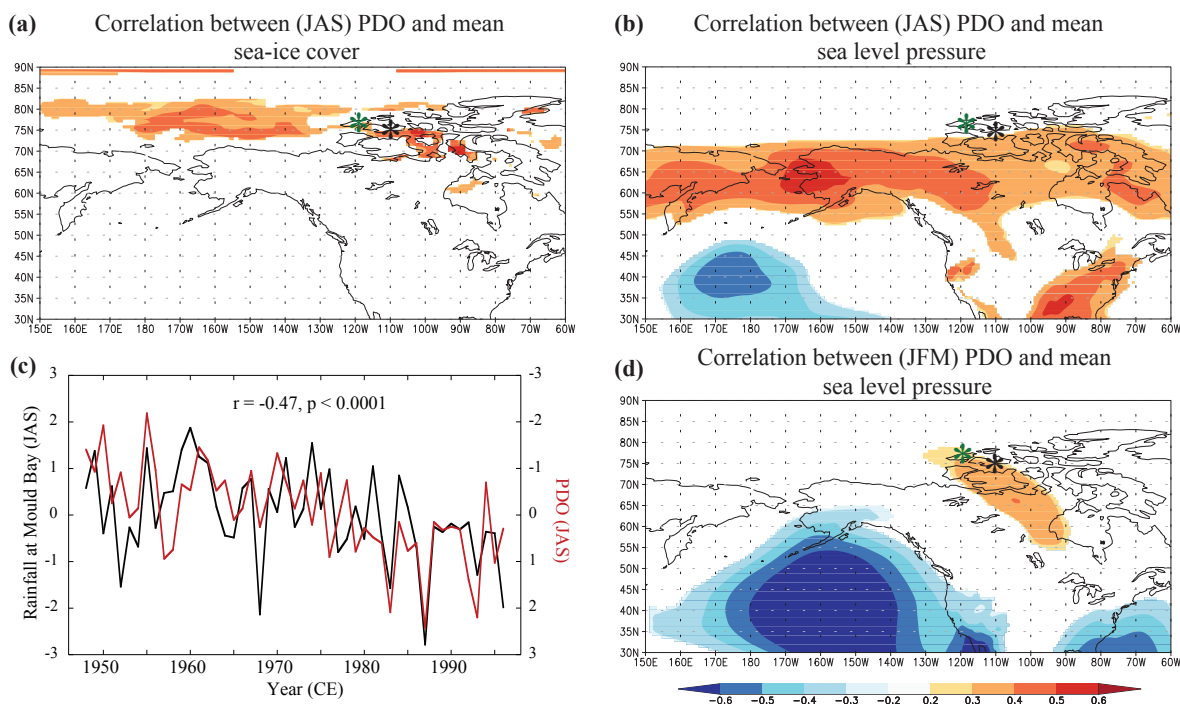 (a)
Correlation between (JAS) PDO and mean
sea-ice cover
90N
85N
80N
75N
70N
65N
60N
55N
50N
45N
40N
35N
30N
150E 160E 170E 180 170W 160W 150W 140W 130W 120W 110W 100W 90W 80W 70W 60W
(b)
Correlation between (JAS) PDO and mean
sea level pressure
90N
85N
80N
75N
70N
65N
60N
55N
50N
45N
40N
35N
30N
150E 160E 170E 180 170W 160W 150W 140W 130W 120W 110W 100W 90W 80W 70W 60W
(c)
r = -0.47, p < 0.0001
Rainfall at Mould Bay (JAS)
3
2
1
0
-1
-2
-3
PDO (JAS)
-3
-2
-1
0
1
2
3
1950 1960 1970 1980 1990
Year (CE)
(d)
Correlation between (JFM) PDO and mean
sea level pressure
90N
85N
80N
75N
70N
65N
60N
55N
50N
45N
40N
35N
30N
150E 160E 170E 180 170W 160W 150W 140W 130W 120W 110W 100W 90W 80W 70W 60W
-0.6 -0.5 -0.4 -0.3 -0.2 0.2 0.3 0.4 0.5 0.6